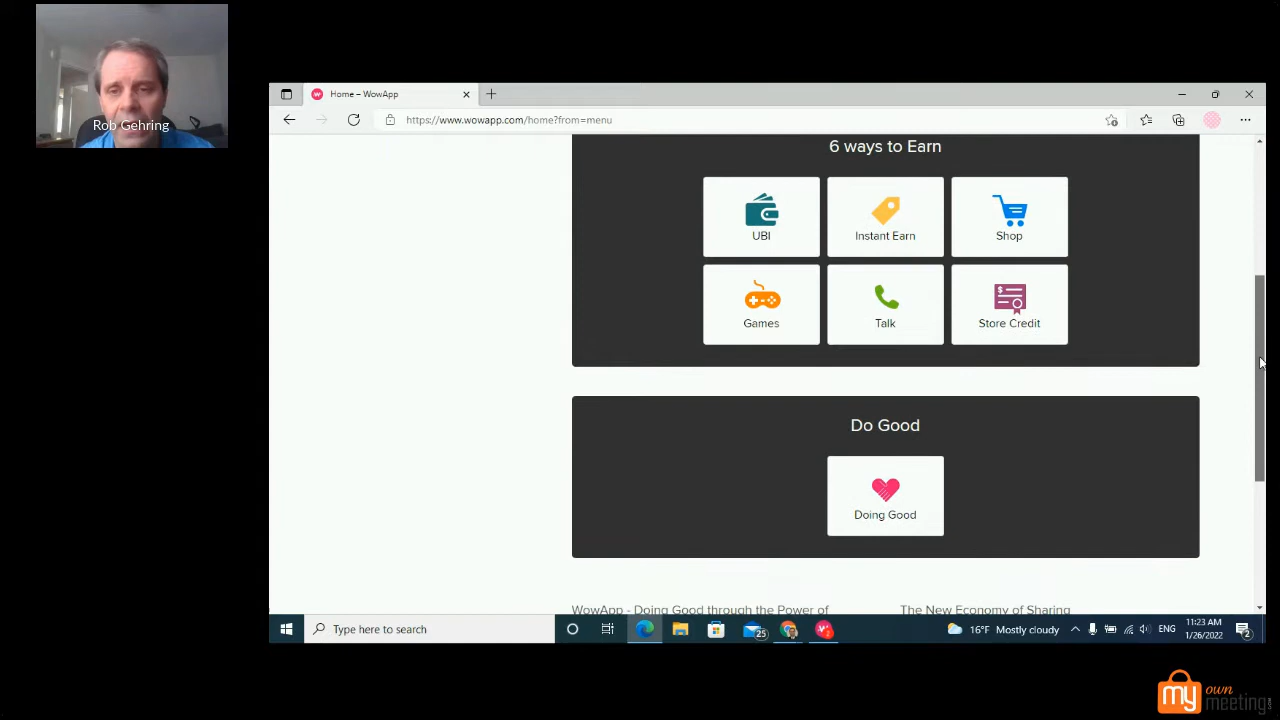 Rob Gehring
Home – WowApp
https://www.wowapp.com/home?from=menu
6 ways to Earn
UBI
Instant Earn
Shop
Games
Talk
Store Credit
Do Good
Doing Good
WowApp - Doing Good through the Power of
The New Economy of Sharing
Type here to search
25
16°F Mostly cloudy
ENG
11:23 AM
1/26/2022
2
my own
meeting